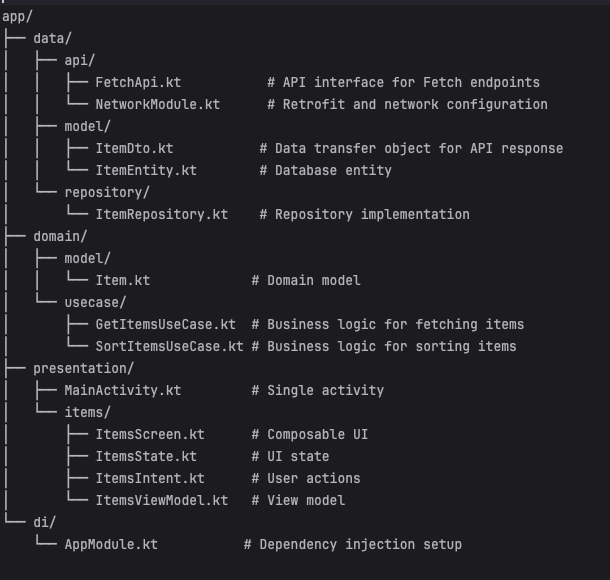 app/
├── data/
│   ├── api/
│   │   ├── FetchApi.kt           # API interface for Fetch endpoints
│   │   └── NetworkModule.kt      # Retrofit and network configuration
│   ├── model/
│   │   ├── ItemDto.kt           # Data transfer object for API response
│   │   └── ItemEntity.kt        # Database entity
│   └── repository/
│       └── ItemRepository.kt    # Repository implementation
├── domain/
│   ├── model/
│   │   └── Item.kt             # Domain model
│   └── usecase/
│       ├── GetItemsUseCase.kt  # Business logic for fetching items
│       └── SortItemsUseCase.kt # Business logic for sorting items
├── presentation/
│   ├── MainActivity.kt         # Single activity
│   └── items/
│       ├── ItemsScreen.kt      # Composable UI
│       ├── ItemsState.kt       # UI state
│       ├── ItemsIntent.kt      # User actions
│       └── ItemsViewModel.kt   # View model
└── di/
    └── AppModule.kt           # Dependency injection setup